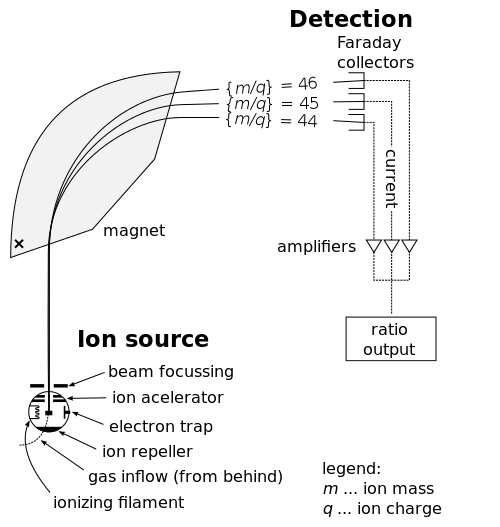 Detection
Faraday
collectors
{m/q} = 46
{m/q} = 45
{m/q} = 44
current
magnet
amplifiers
ratio
output
Ion source
beam focussing
ion acelerator
electron trap
ion repeller
gas inflow (from behind)
ionizing filament
legend:
m ... ion mass
q ... ion charge